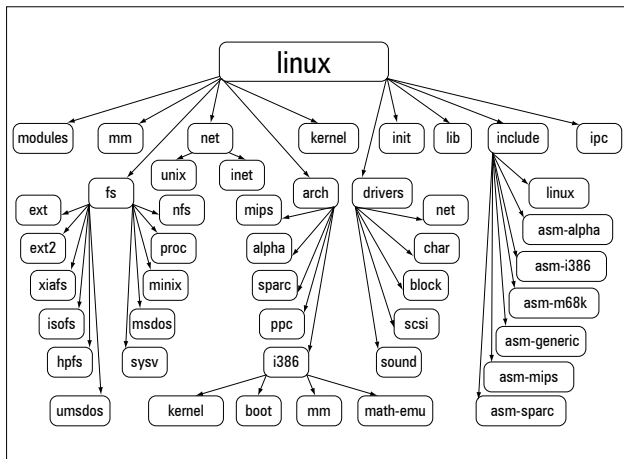 linux
modules mm net kernel init lib include ipc
unix inet
fs arch drivers linux
ext nfs mips net
asm-alpha
ext2 proc alpha char
asm-i386
xiafs minix sparc block
asm-m68k
isofs msdos ppc scsi
asm-generic
hpfs sysv i386 sound
asm-mips
umsdos kernel boot mm math-emu asm-sparc